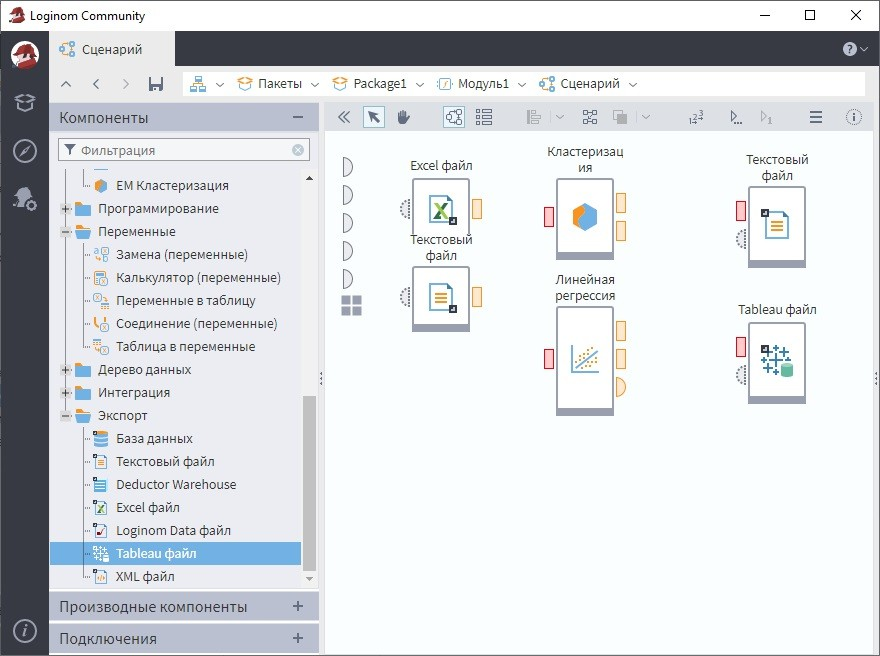 Loginom Community
Сценарий
?
Пакеты
Package1
Модуль1
Сценарий
Компоненты
Фильтрация
EM Кластеризация
Программирование
Переменные
Замена (переменные)
Калькулятор (переменные)
Переменные в таблицу
Соединение (переменные)
Таблица в переменные
Дерево данных
Интеграция
Экспорт
База данных
Текстовый файл
Deductor Warehouse
Excel файл
Loginom Data файл
Tableau файл
XML файл
Производные компоненты
Подключения
Excel файл
Текстовый
файл
Кластеризац
ия
Линейная
регрессия
Текстовый
файл
Tableau файл